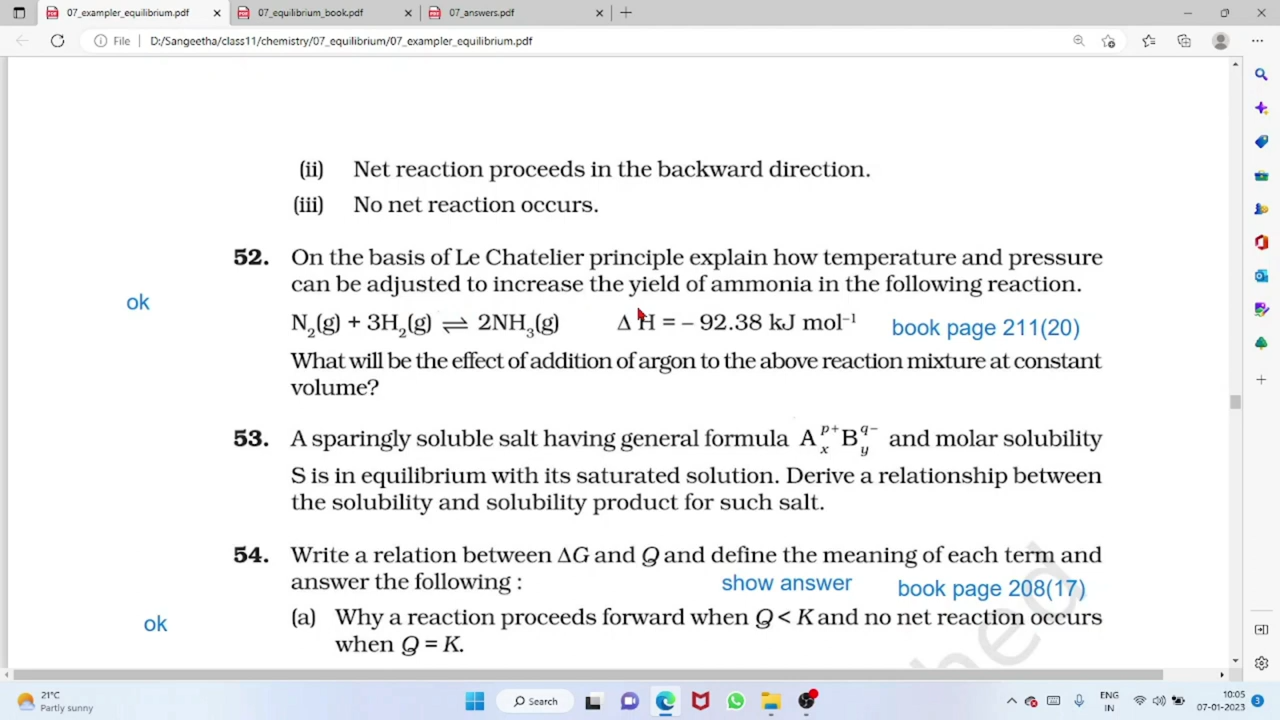 07_exampler_equilibrium.pdf
07_equilibrium_book.pdf
07_answers.pdf
File
D:/Sangeetha/class11/chemistry/07_equilibrium/07_exampler_equilibrium.pdf
(ii) Net reaction proceeds in the backward direction.
(iii) No net reaction occurs.
52. On the basis of Le Chatelier principle explain how temperature and pressure
can be adjusted to increase the yield of ammonia in the following reaction.
ok
N₂(g) + 3H₂(g) ⇌ 2NH₃(g) Δ H = – 92.38 kJ mol⁻¹ book page 211(20)
What will be the effect of addition of argon to the above reaction mixture at constant
volume?
53. A sparingly soluble salt having general formula Aₓᵖ⁺Bᵧ^q⁻ and molar solubility
S is in equilibrium with its saturated solution. Derive a relationship between
the solubility and solubility product for such salt.
54. Write a relation between ΔG and Q and define the meaning of each term and
answer the following :
show answer book page 208(17)
ok
(a) Why a reaction proceeds forward when Q < K and no net reaction occurs
when Q = K.
hed
21°C
Partly sunny
Search
ENG
IN
10:05
07-01-2023
3